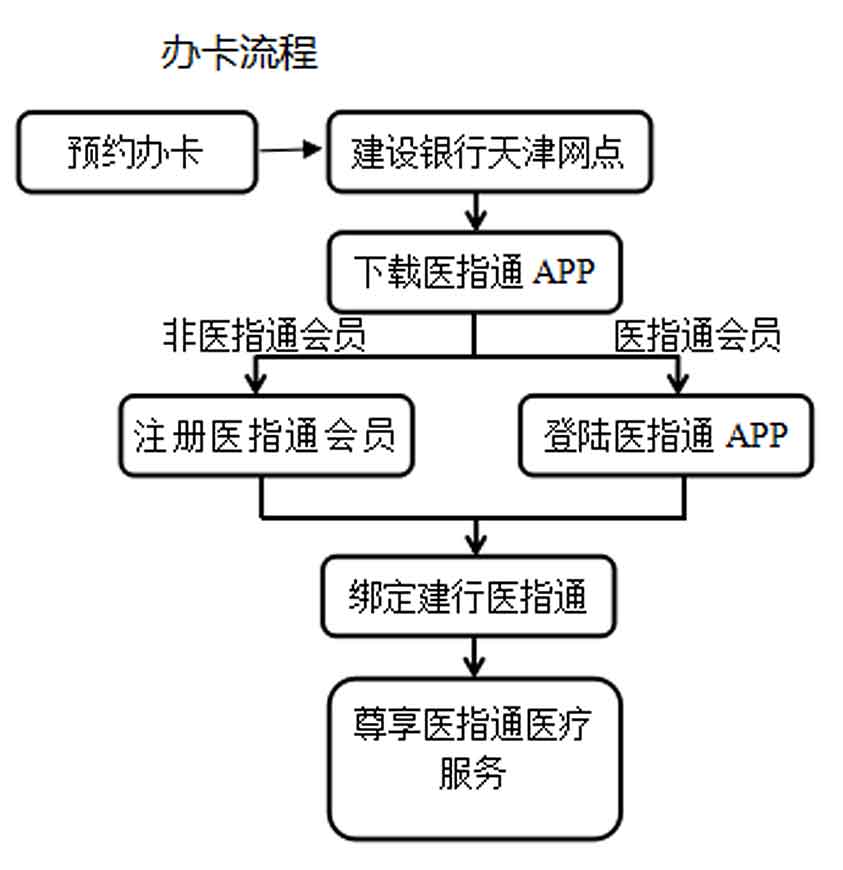 办卡流程
预约办卡
建设银行天津网点
下载医指通 APP
非医指通会员
医指通会员
注册医指通会员
登陆医指通 APP
绑定建行医指通
尊享医指通医疗
服务